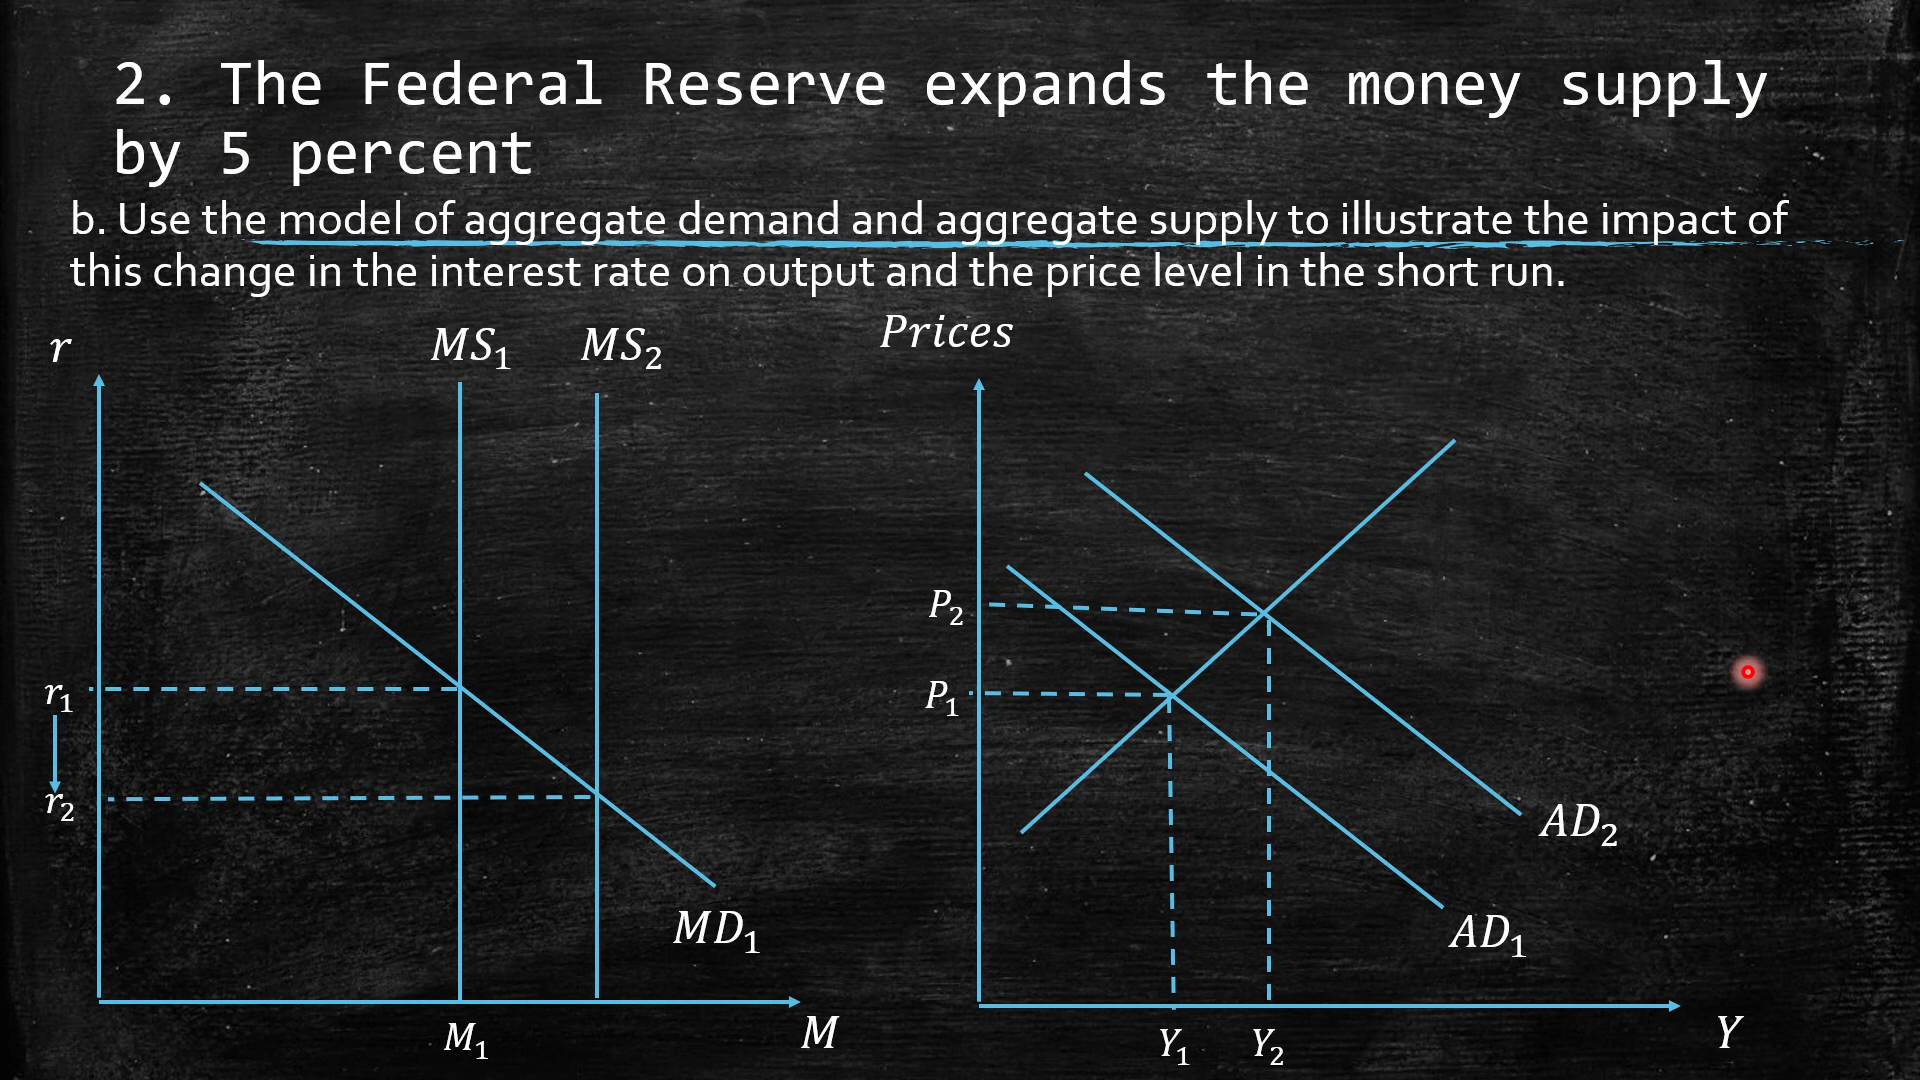 2. The Federal Reserve expands the money supply
by 5 percent
b. Use the model of aggregate demand and aggregate supply to illustrate the impact of
this change in the interest rate on output and the price level in the short run.
r
MS₁
MS₂
r₁
r₂
MD₁
M₁
M
Prices
P₂
P₁
AD₂
AD₁
Y₁
Y₂
Y